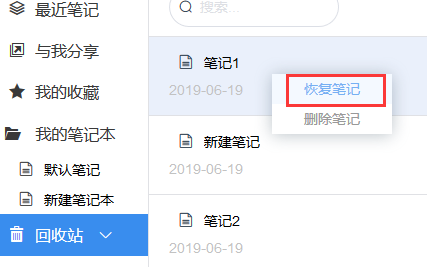 最近笔记
与我分享
我的收藏
我的笔记本
默认笔记
新建笔记本
回收站
搜索...
笔记1
2019-06-19
恢复笔记
删除笔记
新建笔记
2019-06-19
笔记2
2019-06-19